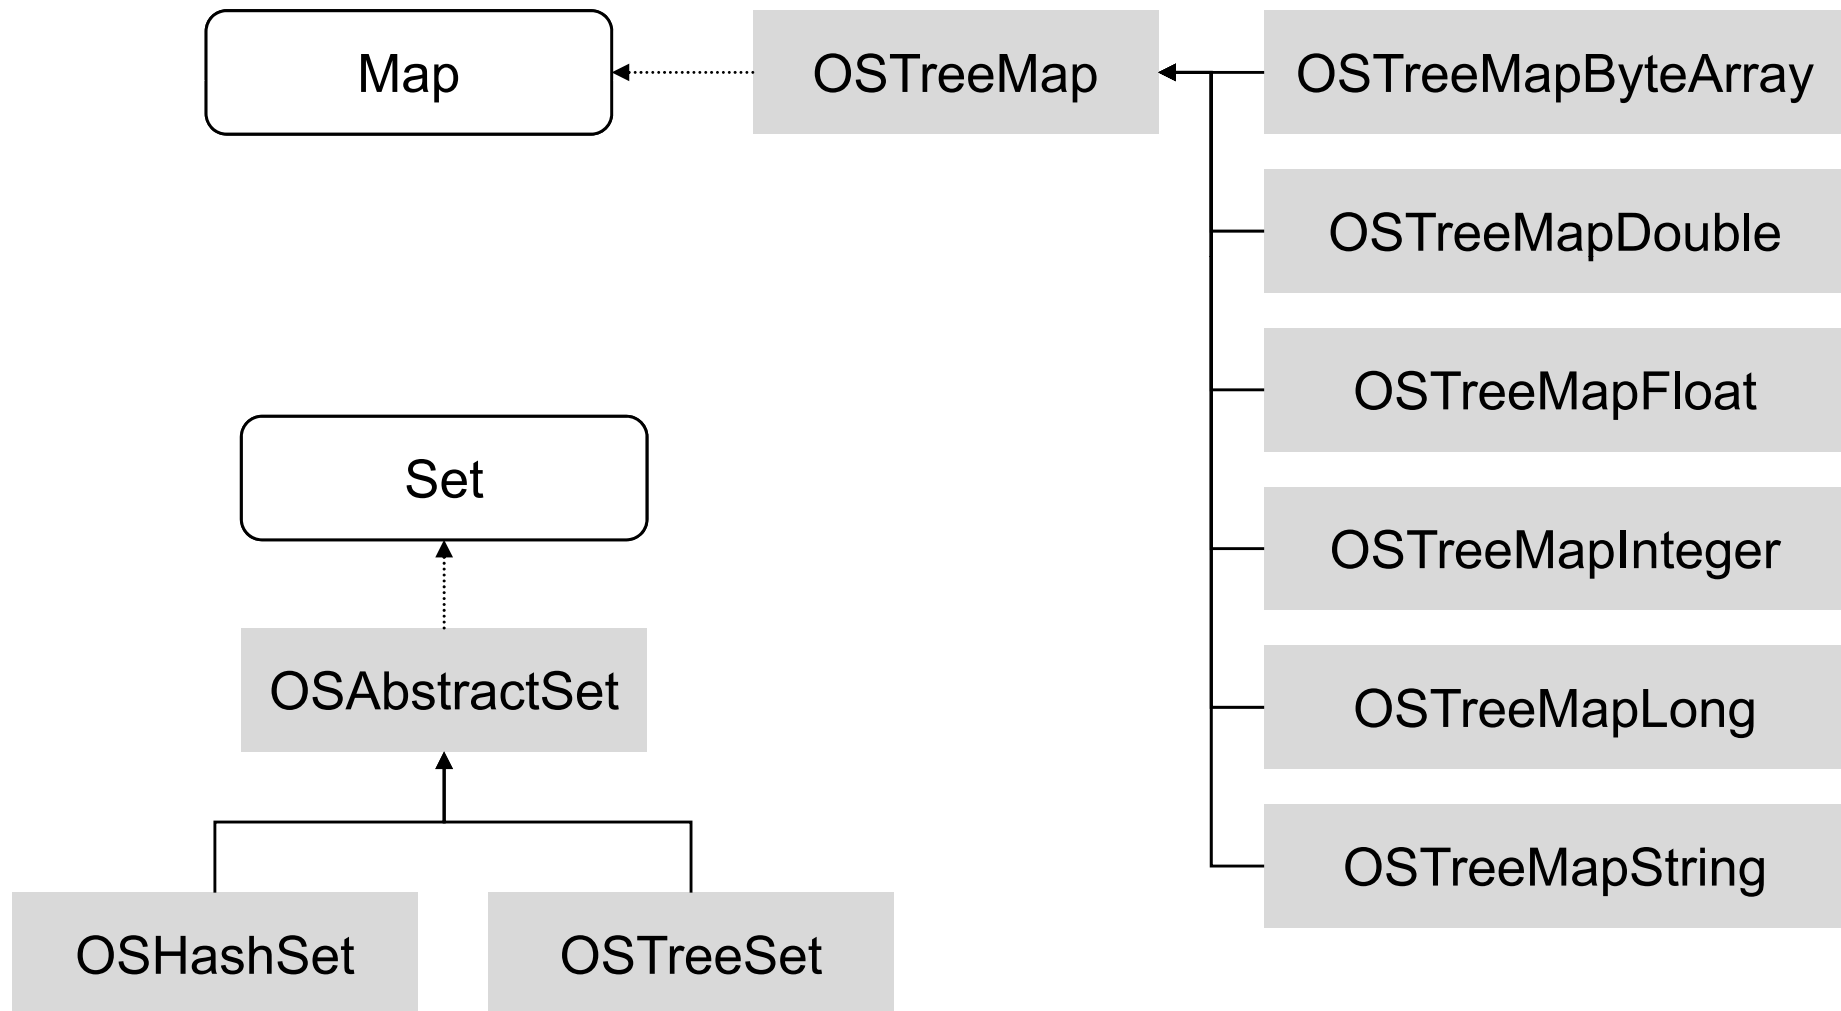 Map
OSTreeMap
OSTreeMapByteArray
OSTreeMapDouble
OSTreeMapFloat
Set
OSTreeMapInteger
OSAbstractSet
OSTreeMapLong
OSTreeMapString
OSHashSet
OSTreeSet